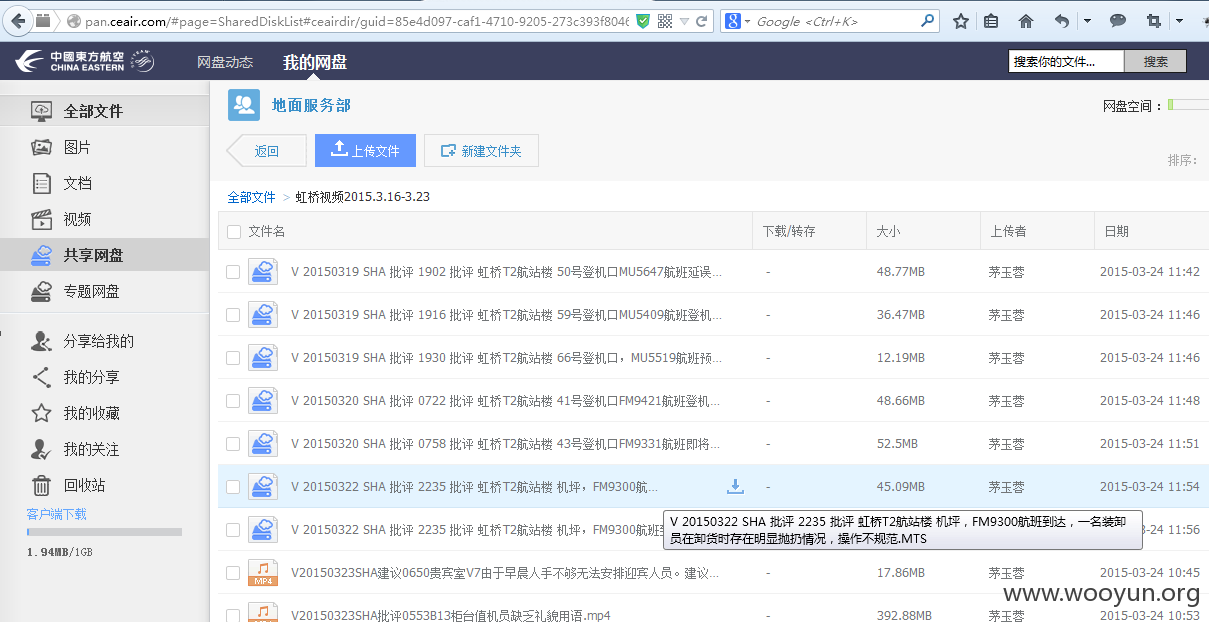 pan.ceair.com/#page=SharedDiskList#ceairdir/guid=85e4d097-caf1-4710-9205-273c393f8046
Google <Ctrl+K>
中國東方航空
CHINA EASTERN
网盘动态
我的网盘
搜索你的文件...
搜索
全部文件
图片
文档
视频
共享网盘
专题网盘
分享给我的
我的分享
我的收藏
我的关注
回收站
客户端下载
1.94MB/1GB
地面服务部
网盘空间：
返回
上传文件
新建文件夹
排序：
全部文件 > 虹桥视频2015.3.16-3.23
文件名 下载/转存 大小 上传者 日期
V 20150319 SHA 批评 1902 批评 虹桥T2航站楼 50号登机口MU5647航班延误... - 48.77MB 茅玉蓉 2015-03-24 11:42
V 20150319 SHA 批评 1916 批评 虹桥T2航站楼 59号登机口MU5409航班登机... - 36.47MB 茅玉蓉 2015-03-24 11:46
V 20150319 SHA 批评 1930 批评 虹桥T2航站楼 66号登机口，MU5519航班预... - 12.19MB 茅玉蓉 2015-03-24 11:46
V 20150320 SHA 批评 0722 批评 虹桥T2航站楼 41号登机口FM9421航班登机... - 48.66MB 茅玉蓉 2015-03-24 11:48
V 20150320 SHA 批评 0758 批评 虹桥T2航站楼 43号登机口FM9331航班即将... - 52.5MB 茅玉蓉 2015-03-24 11:51
V 20150322 SHA 批评 2235 批评 虹桥T2航站楼 机坪，FM9300航... - 45.09MB 茅玉蓉 2015-03-24 11:54
V 20150322 SHA 批评 2235 批评 虹桥T2航站楼 机坪，FM9300航班 11:56
V 20150322 SHA 批评 2235 批评 虹桥T2航站楼 机坪，FM9300航班到达，一名装卸
员在卸货时存在明显抛扔情况，操作不规范.MTS
MP4
V20150323SHA建议0650贵宾室V7由于早晨人手不够无法安排迎宾人员。建议... - 17.86MB 茅玉蓉 2015-03-24 10:45
V20150323SHA批评0553B13柜台值机员缺乏礼貌用语.mp4 - 392.88MB 茅玉蓉 2015-03-24 10:53
www.wooyun.org